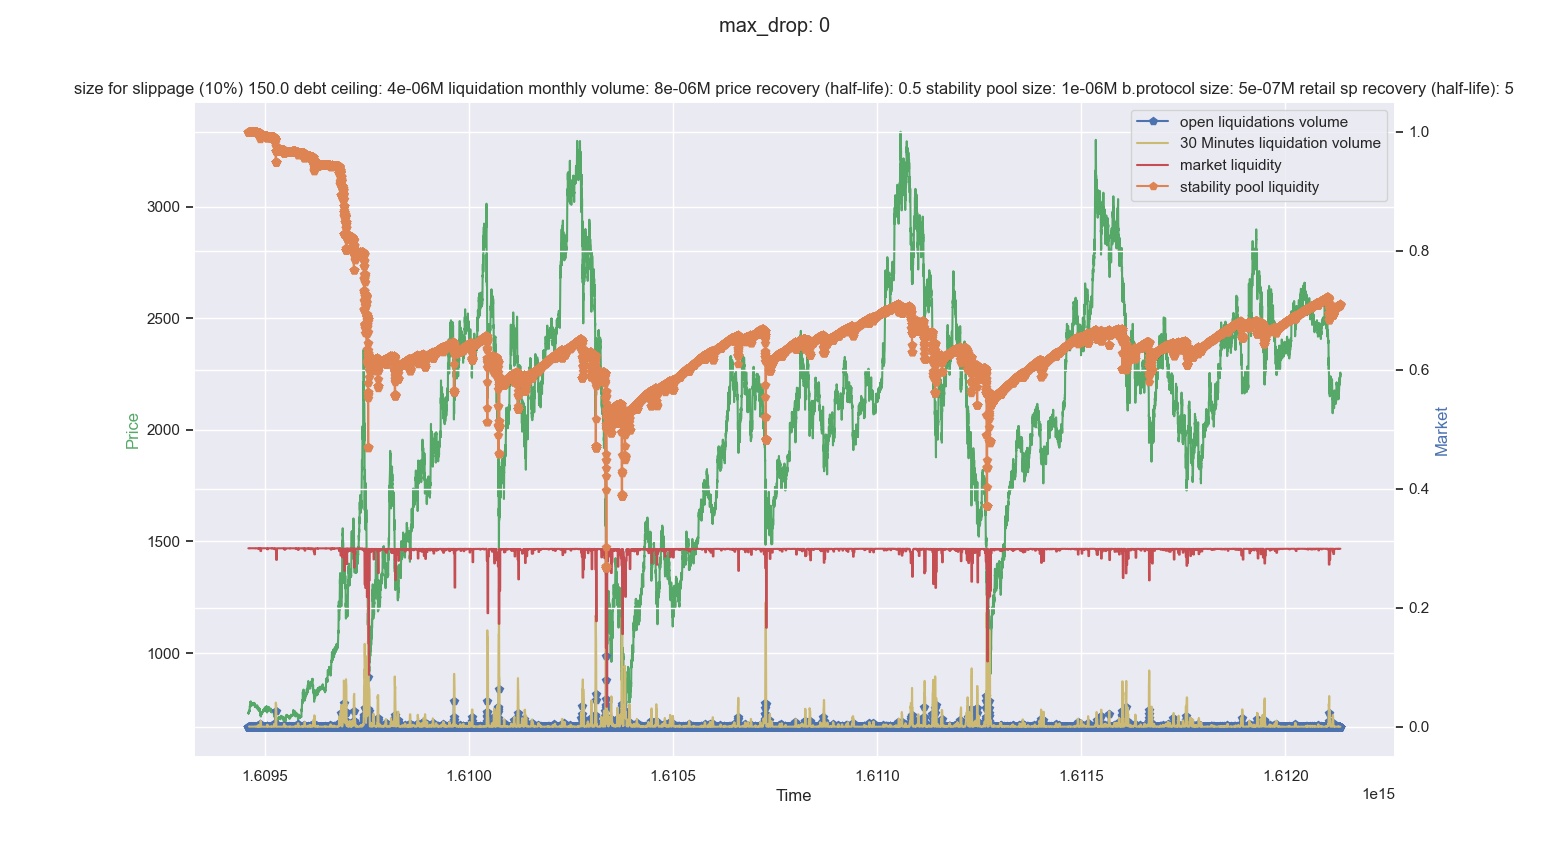 max_drop: 0
size for slippage (10%) 150.0 debt ceiling: 4e-06M liquidation monthly volume: 8e-06M price recovery (half-life): 0.5 stability pool size: 1e-06M b.protocol size: 5e-07M retail sp recovery (half-life): 5
open liquidations volume
30 Minutes liquidation volume
market liquidity
stability pool liquidity
3000
2500
2000
1500
1000
Price
1.0
0.8
0.6
0.4
0.2
0.0
Market
1.6095 1.6100 1.6105 1.6110 1.6115 1.6120
Time
1e15